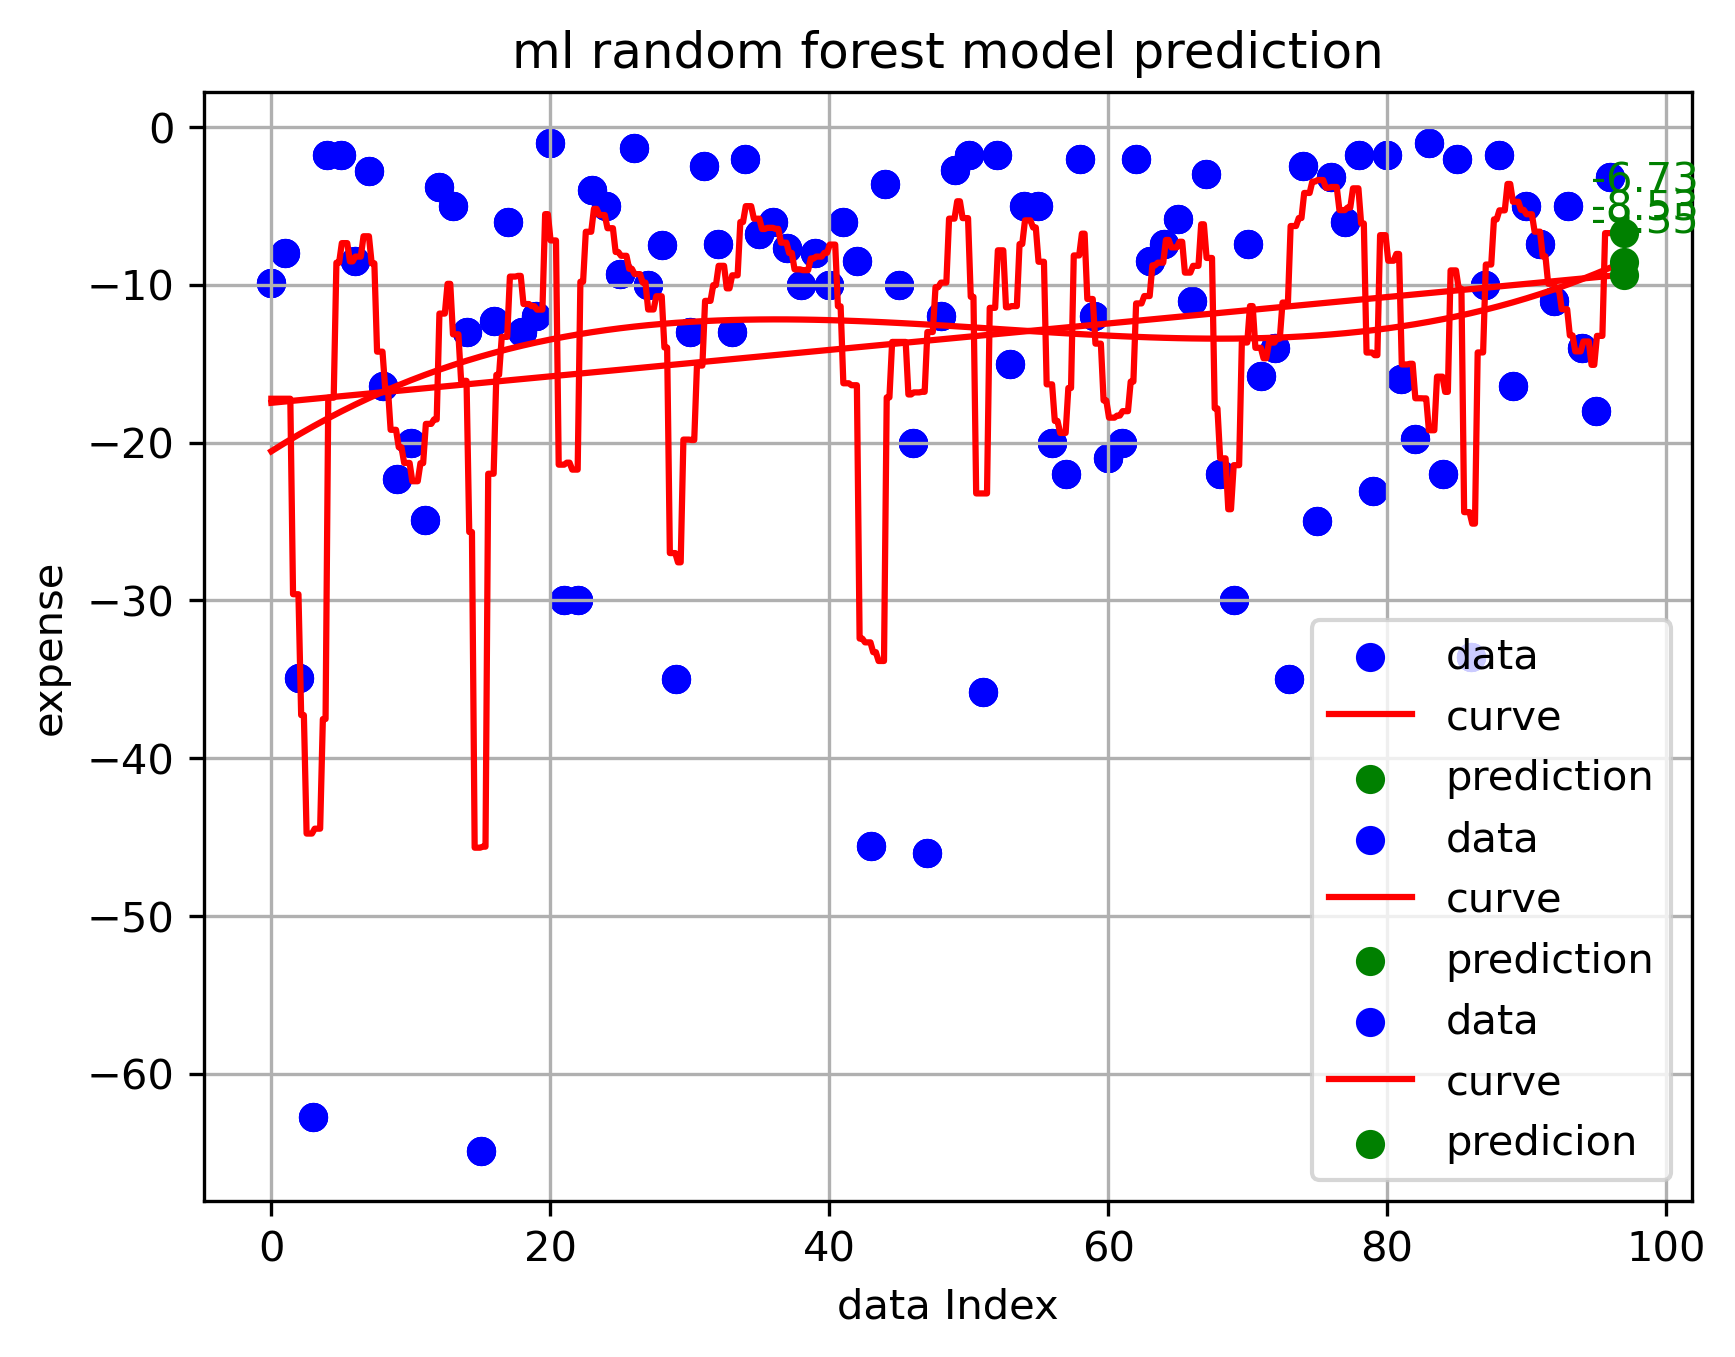 ml random forest model prediction
0
−10
−20
−30
−40
−50
−60
expense
-6.73
data
curve
prediction
data
curve
prediction
data
curve
predicion
0
20
40
60
80
100
data Index